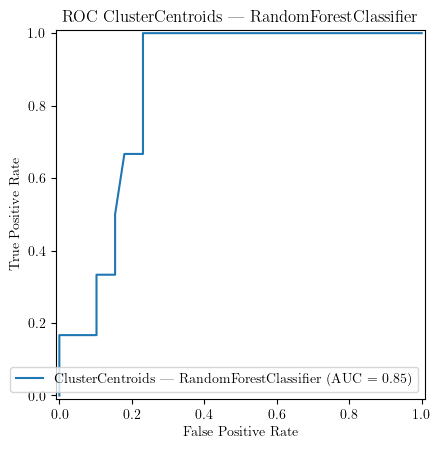 ROC ClusterCentroids — RandomForestClassifier
1.0
0.8
0.6
0.4
0.2
0.0
True Positive Rate
ClusterCentroids — RandomForestClassifier (AUC = 0.85)
0.0 0.2 0.4 0.6 0.8 1.0
False Positive Rate